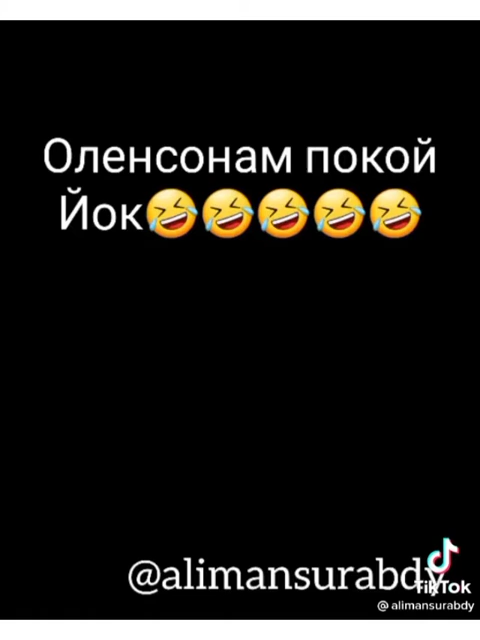 Оленсонам покой
Йок🤣🤣🤣🤣🤣
@alimansurabdy
TikTok
@alimansurabdy